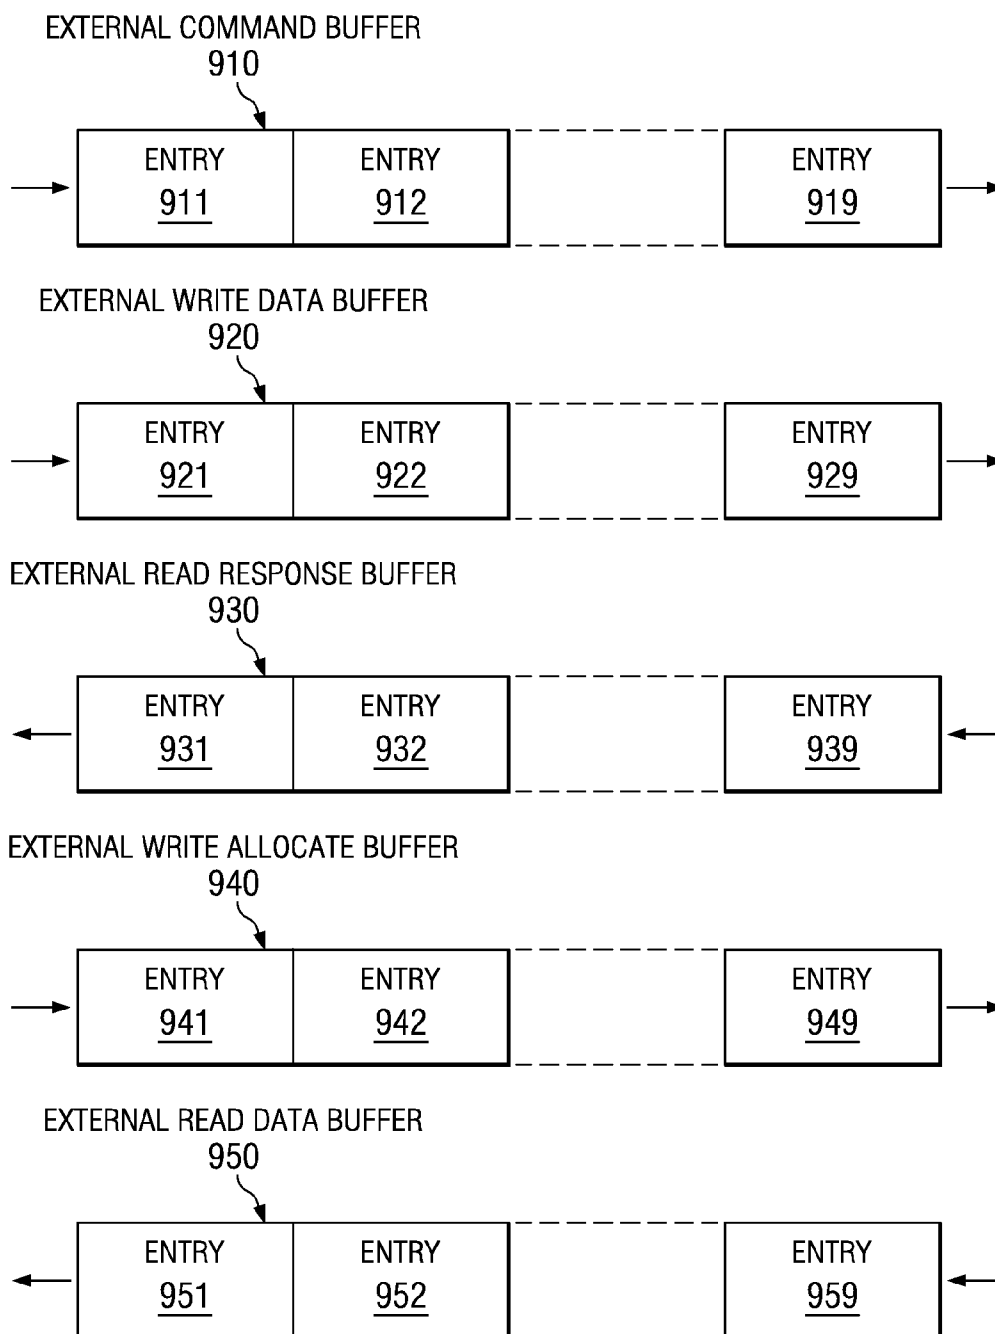 EXTERNAL COMMAND BUFFER
910
ENTRY ENTRY ENTRY
911 912 919
EXTERNAL WRITE DATA BUFFER
920
ENTRY ENTRY ENTRY
921 922 929
EXTERNAL READ RESPONSE BUFFER
930
ENTRY ENTRY ENTRY
931 932 939
EXTERNAL WRITE ALLOCATE BUFFER
940
ENTRY ENTRY ENTRY
941 942 949
EXTERNAL READ DATA BUFFER
950
ENTRY ENTRY ENTRY
951 952 959